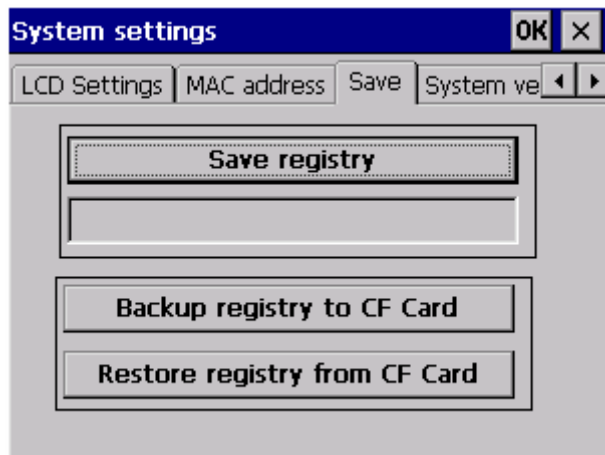 System settings OK ×
LCD Settings MAC address Save System ve
Save registry
Backup registry to CF Card
Restore registry from CF Card